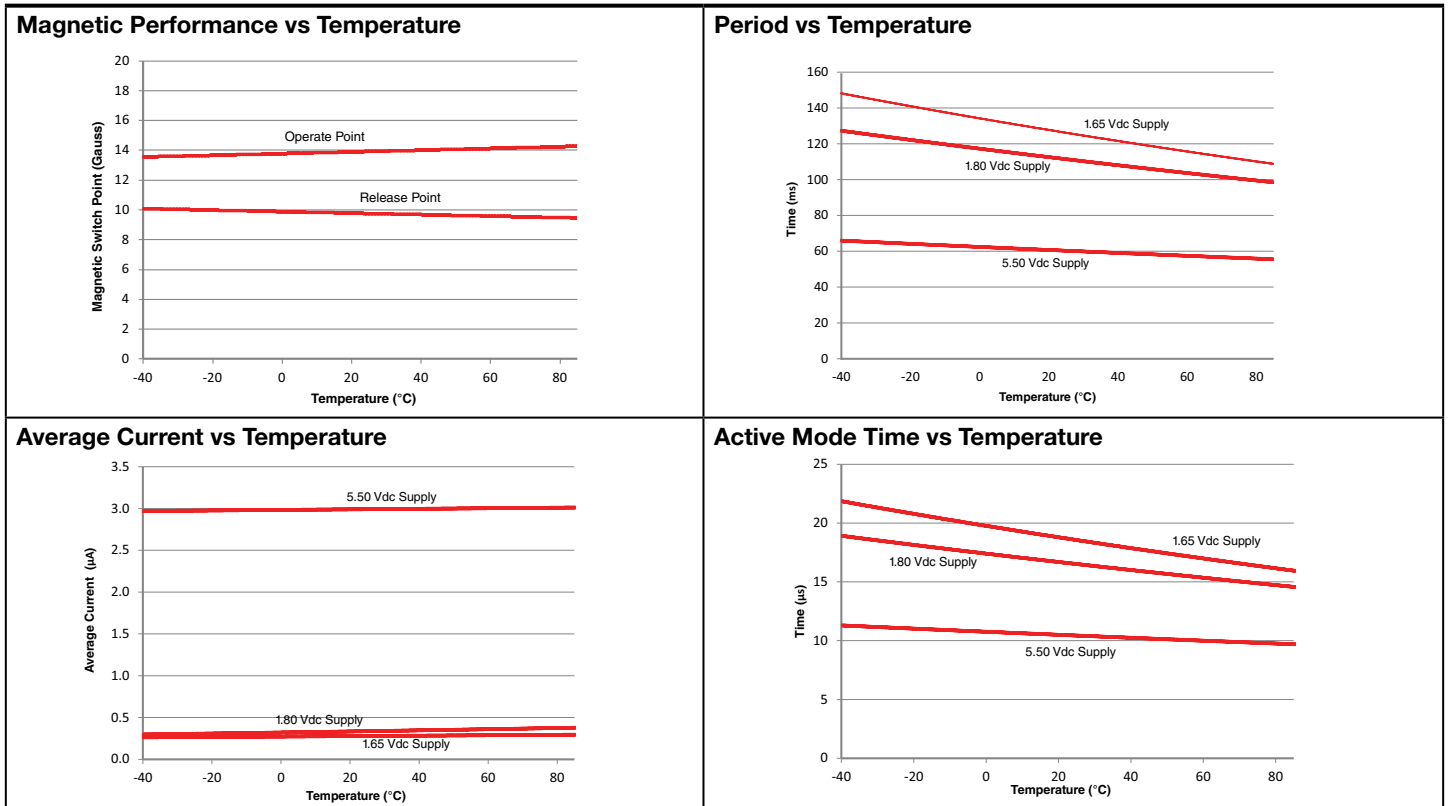 Magnetic Performance vs Temperature
20
18
16
14
12
10
8
6
4
2
0
Magnetic Switch Point (Gauss)
Operate Point
Release Point
-40 -20 0 20 40 60 80
Temperature (°C)
Period vs Temperature
160
140
120
100
80
60
40
20
0
Time (ms)
1.65 Vdc Supply
1.80 Vdc Supply
5.50 Vdc Supply
-40 -20 0 20 40 60 80
Temperature (°C)
Average Current vs Temperature
3.5
3.0
2.5
2.0
1.5
1.0
0.5
0.0
Average Current (µA)
5.50 Vdc Supply
1.80 Vdc Supply
1.65 Vdc Supply
-40 -20 0 20 40 60 80
Temperature (°C)
Active Mode Time vs Temperature
25
20
15
10
5
0
Time (µs)
1.65 Vdc Supply
1.80 Vdc Supply
5.50 Vdc Supply
-40 -20 0 20 40 60 80
Temperature (°C)